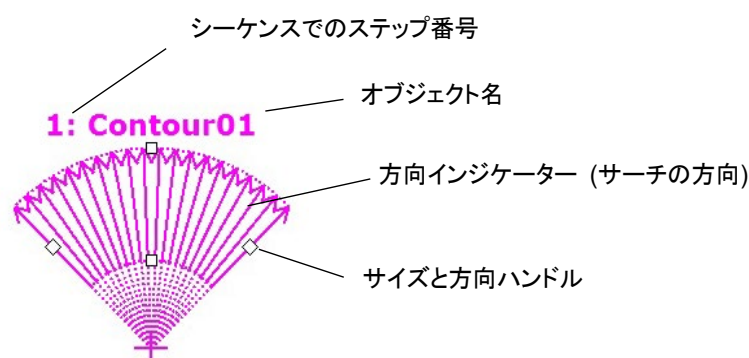 シーケンスでのステップ番号
オブジェクト名
1: Contour01
方向インジケーター (サーチの方向)
サイズと方向ハンドル